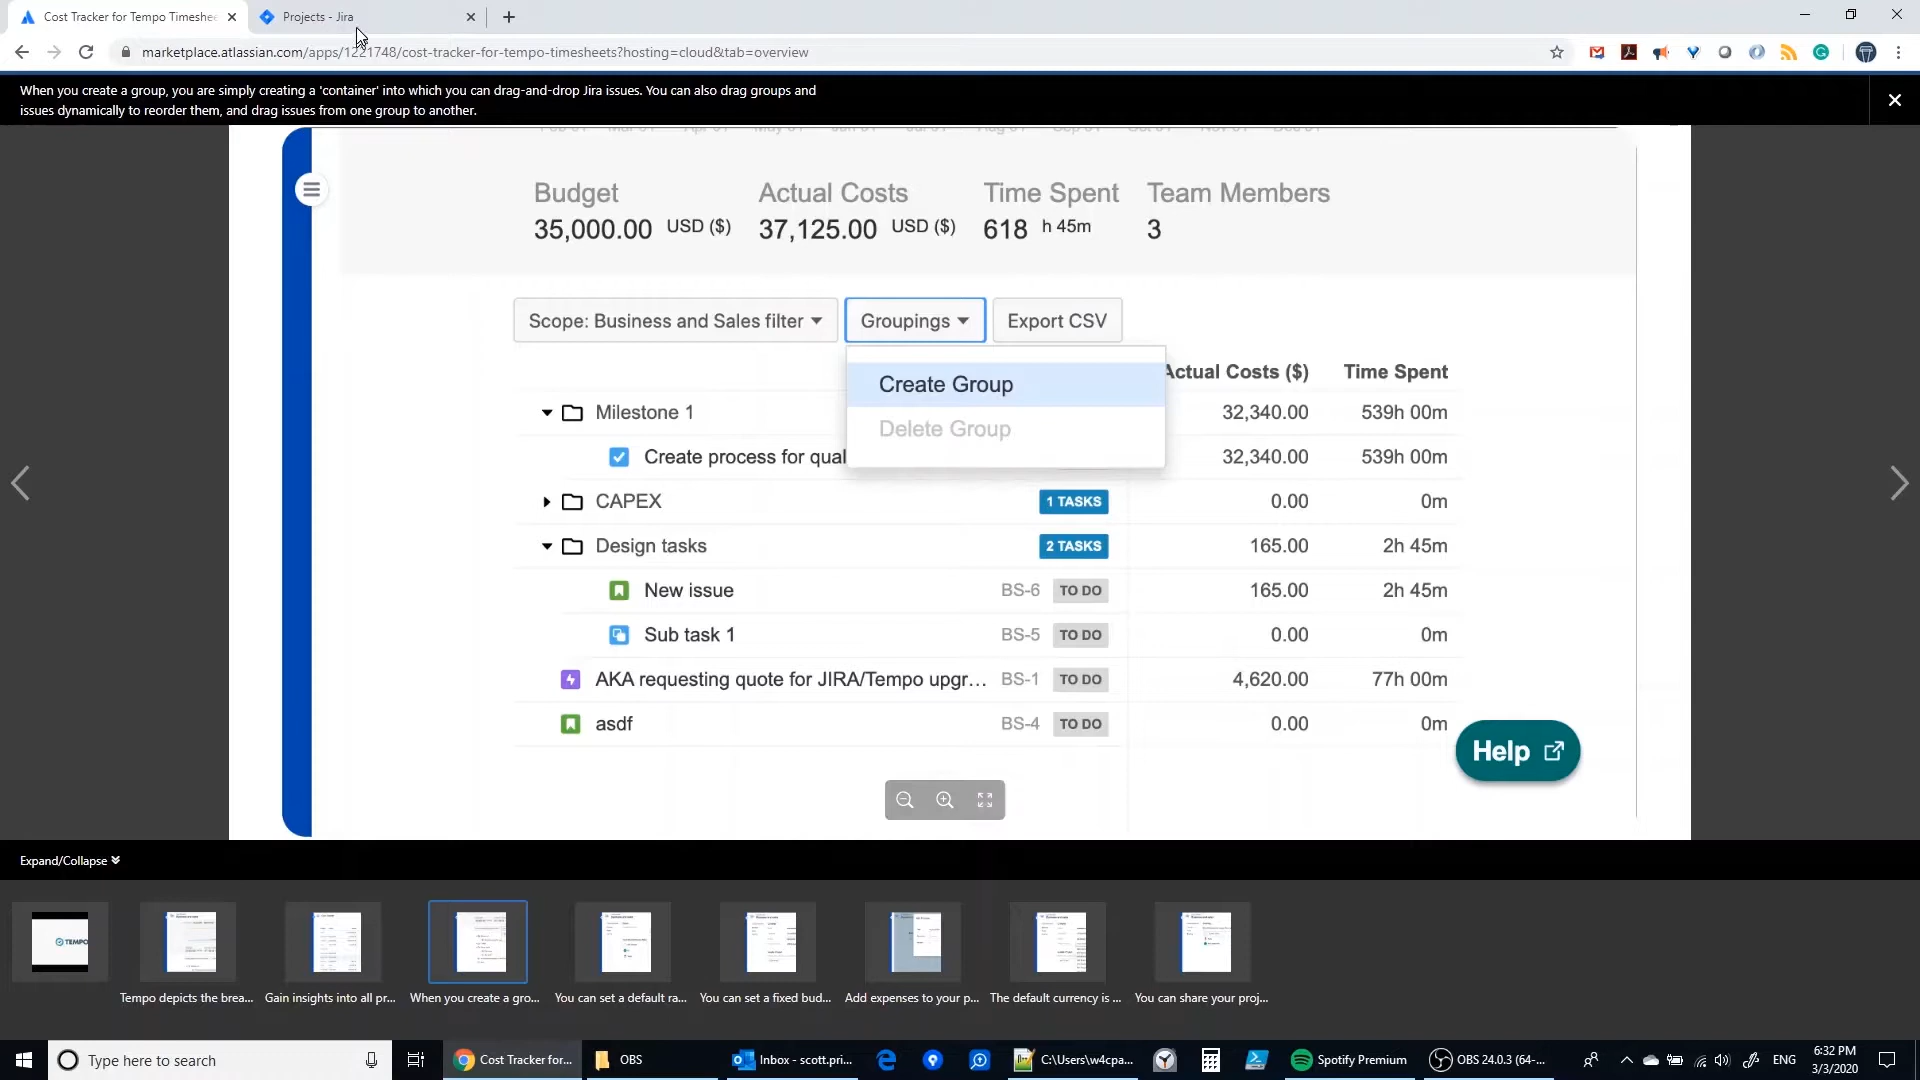 Cost Tracker for Tempo Timeshee
Projects - Jira
marketplace.atlassian.com/apps/1221748/cost-tracker-for-tempo-timesheets?hosting=cloud&tab=overview
When you create a group, you are simply creating a 'container' into which you can drag-and-drop Jira issues. You can also drag groups and
issues dynamically to reorder them, and drag issues from one group to another.
Budget Actual Costs Time Spent Team Members
35,000.00 USD ($) 37,125.00 USD ($) 618 h 45m 3
Scope: Business and Sales filter Groupings Export CSV
Create Group
Delete Group
Actual Costs ($) Time Spent
Milestone 1 32,340.00 539h 00m
Create process for qual 32,340.00 539h 00m
CAPEX 1 TASKS 0.00 0m
Design tasks 2 TASKS 165.00 2h 45m
New issue BS-6 TO DO 165.00 2h 45m
Sub task 1 BS-5 TO DO 0.00 0m
AKA requesting quote for JIRA/Tempo upgr... BS-1 TO DO 4,620.00 77h 00m
asdf BS-4 TO DO 0.00 0m
Help
Expand/Collapse
TEMPO
Tempo depicts the brea... Gain insights into all pr... When you create a gro... You can set a default ra... You can set a fixed bud... Add expenses to your p... The default currency is ... You can share your proj...
Type here to search
Cost Tracker for...
OBS
Inbox - scott.pri...
C:\Users\w4cpa...
Spotify Premium
OBS 24.0.3 (64-...
ENG
6:32 PM
3/3/2020